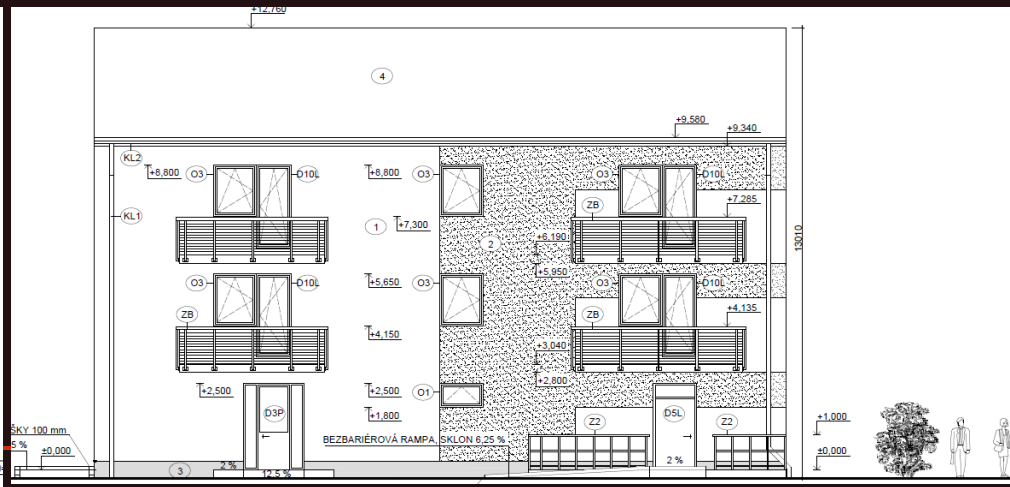 +12,760
4
+9,580
+9,340
KL2
+8,800
O3
D10L
+8,800
O3
O3
D10L
ZB
+7,285
KL1
1
+7,300
2
+6,190
13010
+5,950
O3
D10L
+5,650
O3
O3
D10L
ZB
ZB
+4,135
+4,150
+3,040
+2,800
+2,500
+2,500
O1
D3P
D5L
+1,800
+1,000
Z2
Z2
ŠKY 100 mm
5 %
±0,000
BEZBARIÉROVÁ RAMPA, SKLON 6,25 %
±0,000
3
2 %
12,5 %
2 %